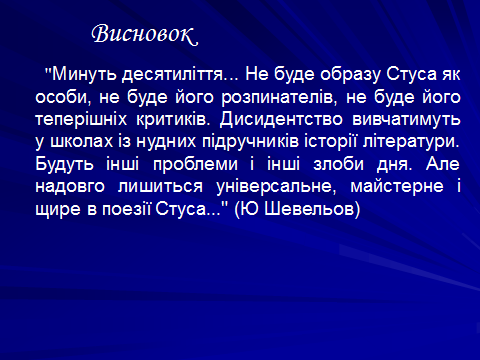 Висновок
"Минуть десятиліття... Не буде образу Стуса як
особи, не буде його розпинателів, не буде його
теперішніх критиків. Дисидентство вивчатимуть
у школах із нудних підручників історії літератури.
Будуть інші проблеми і інші злоби дня. Але
надовго лишиться універсальне, майстерне і
щире в поезії Стуса..." (Ю Шевельов)